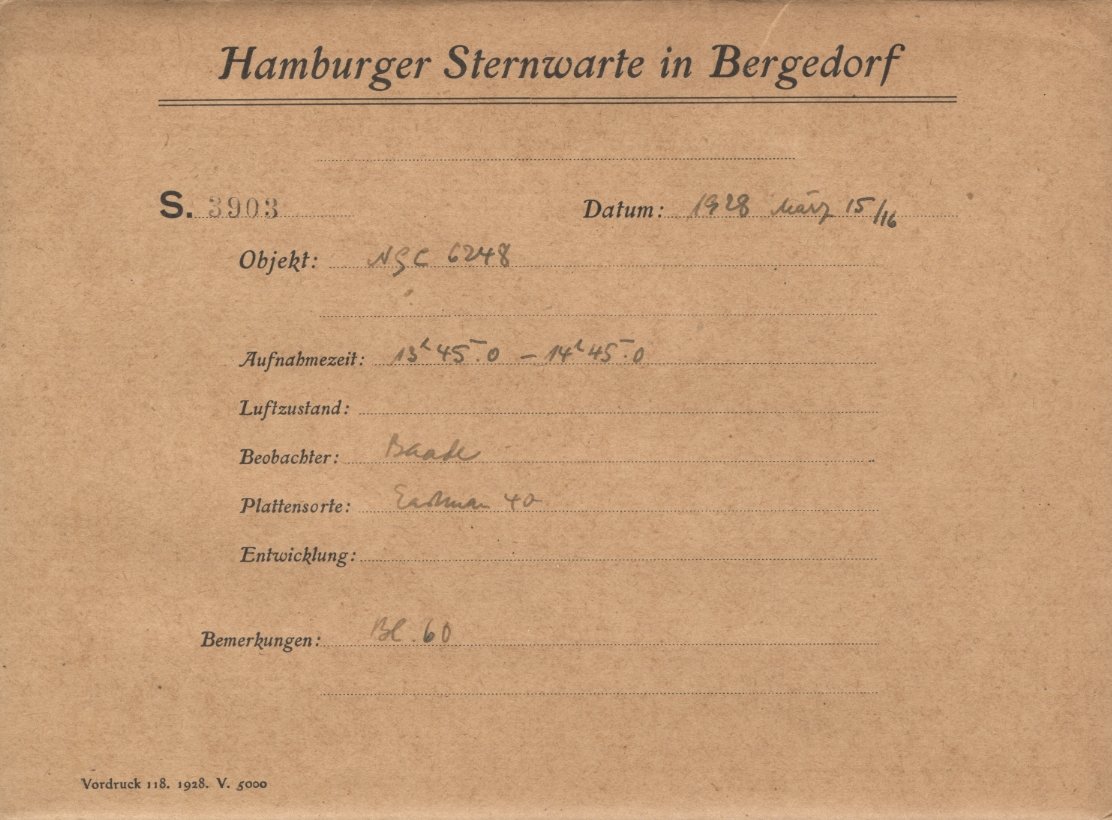 Hamburger Sternwarte in Bergedorf
S. 3903 Datum: 1928 März 15/16
Objekt: NGC 6248
Aufnahmezeit: 13h 45m.0 – 14h 45m.0
Luftzustand:
Beobachter: Baade
Plattensorte: Eastman 40
Entwicklung:
Bemerkungen: Bl. 60
Vordruck 118. 1928. V. 5000